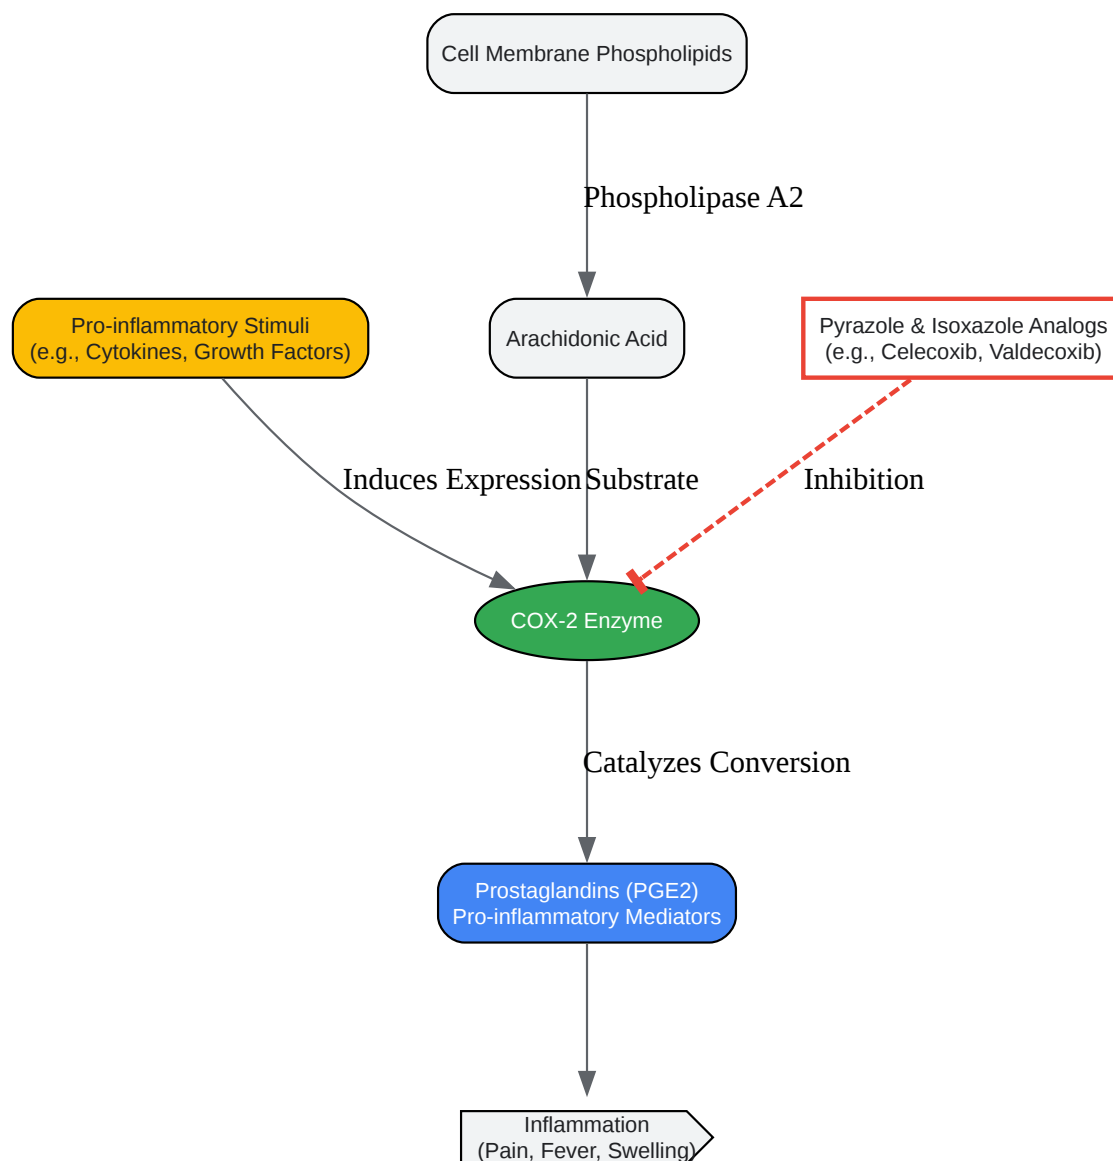 Cell Membrane Phospholipids
Phospholipase A2
Pro-inflammatory Stimuli
(e.g., Cytokines, Growth Factors)
Arachidonic Acid
Pyrazole & Isoxazole Analogs
(e.g., Celecoxib, Valdecoxib)
Induces Expression
Substrate
Inhibition
COX-2 Enzyme
Catalyzes Conversion
Prostaglandins (PGE2)
Pro-inflammatory Mediators
Inflammation
(Pain, Fever, Swelling)